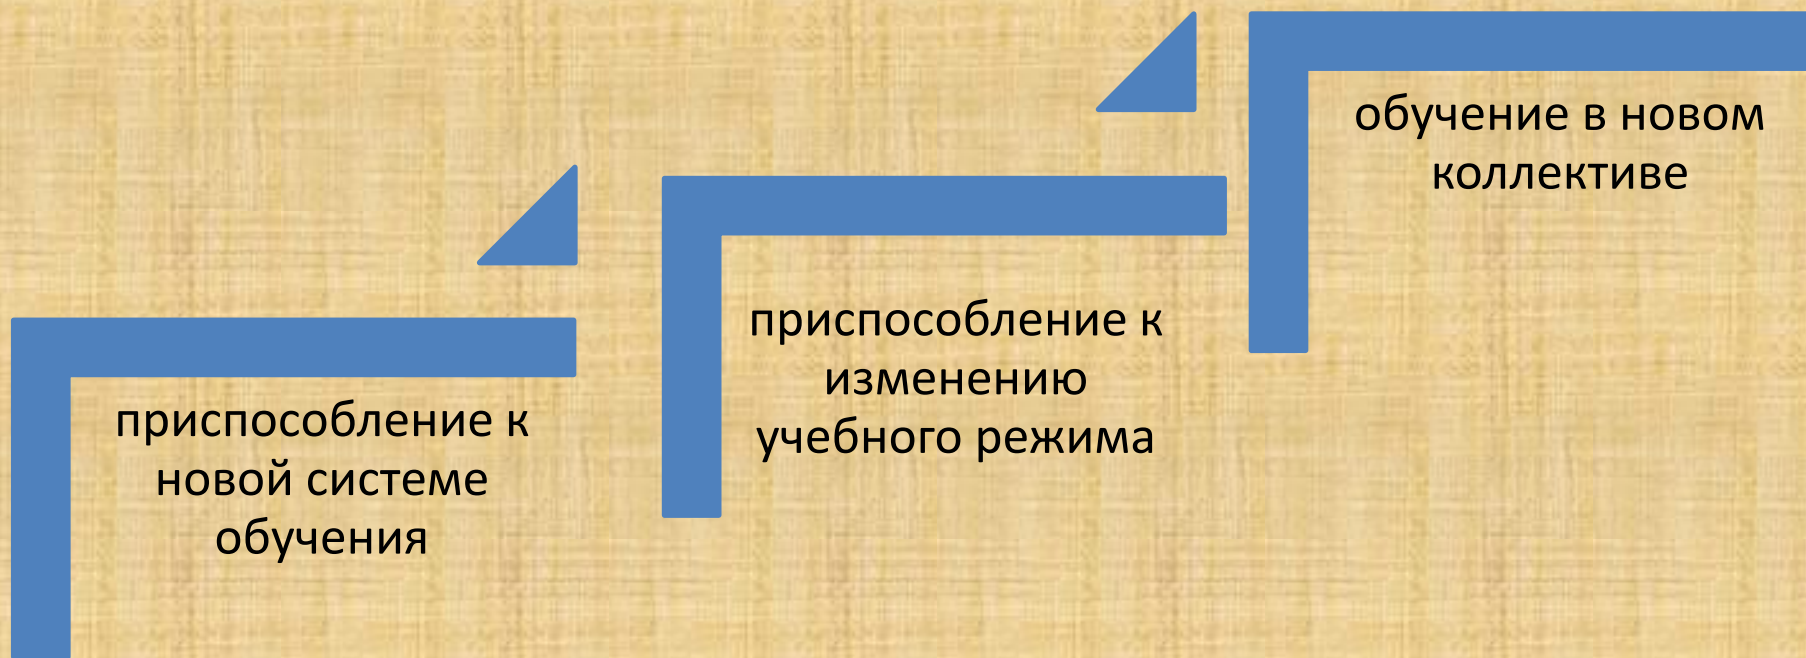 приспособление к
новой системе
обучения
приспособление к
изменению
учебного режима
обучение в новом
коллективе